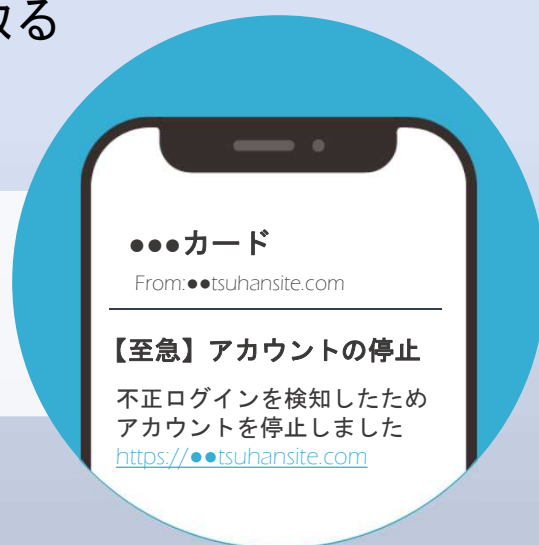 る
●●●カード
From:●●tsuhansite.com
【至急】アカウントの停止
不正ログインを検知したため
アカウントを停止しました
https://●●tsuhansite.com